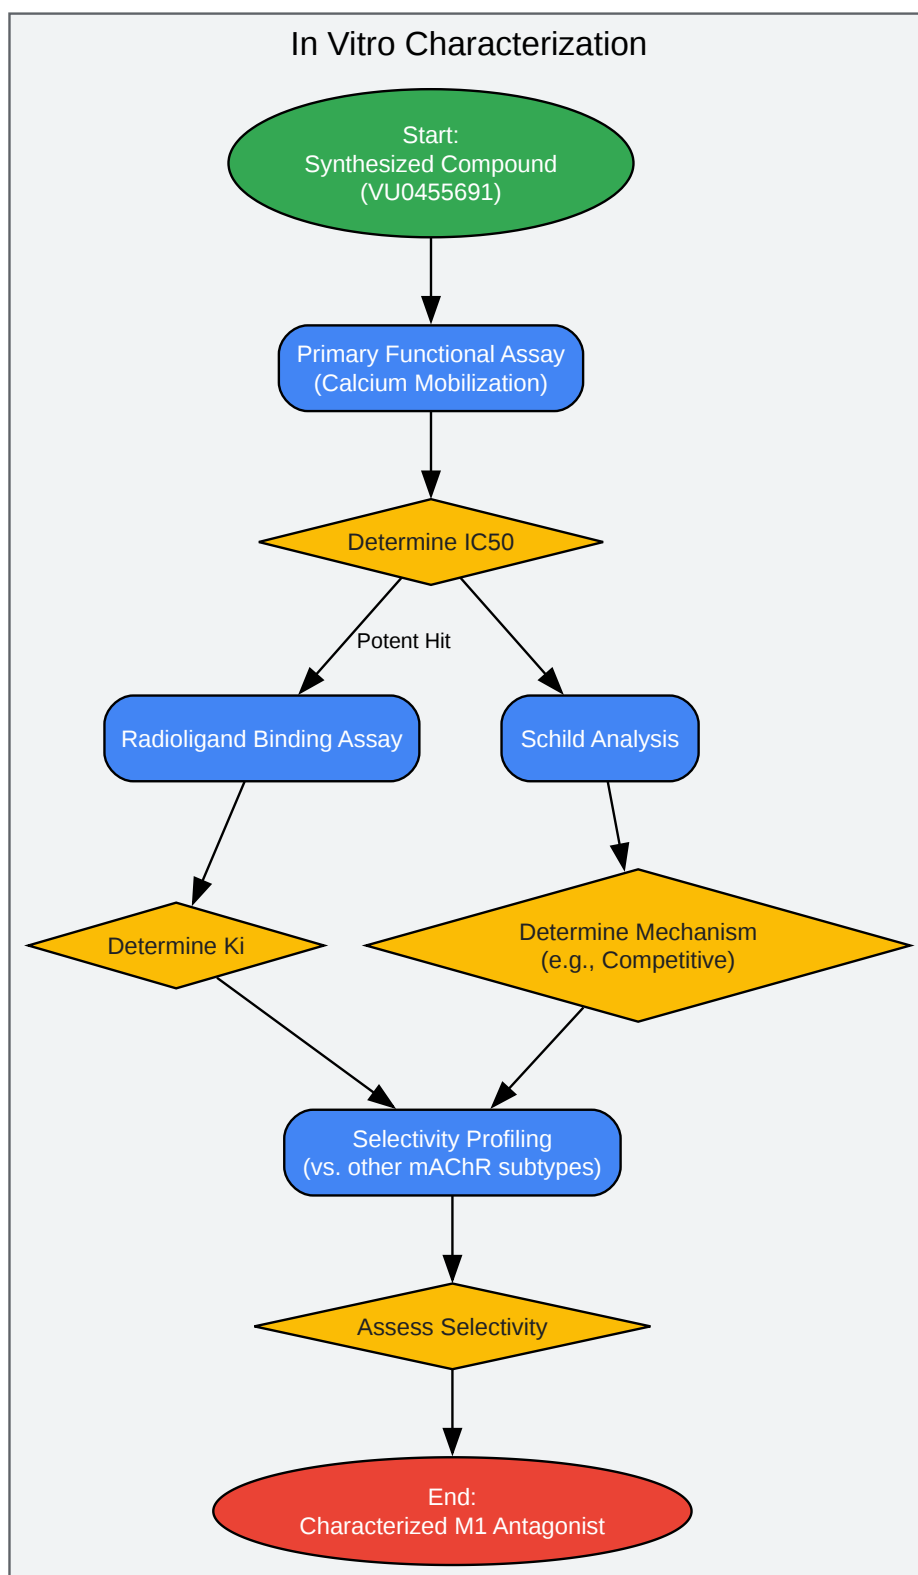 In Vitro Characterization
Start:
Synthesized Compound
(VU0455691)
Primary Functional Assay
(Calcium Mobilization)
Determine IC50
Potent Hit
Radioligand Binding Assay
Schild Analysis
Determine Ki
Determine Mechanism
(e.g., Competitive)
Selectivity Profiling
(vs. other mAChR subtypes)
Assess Selectivity
End:
Characterized M1 Antagonist